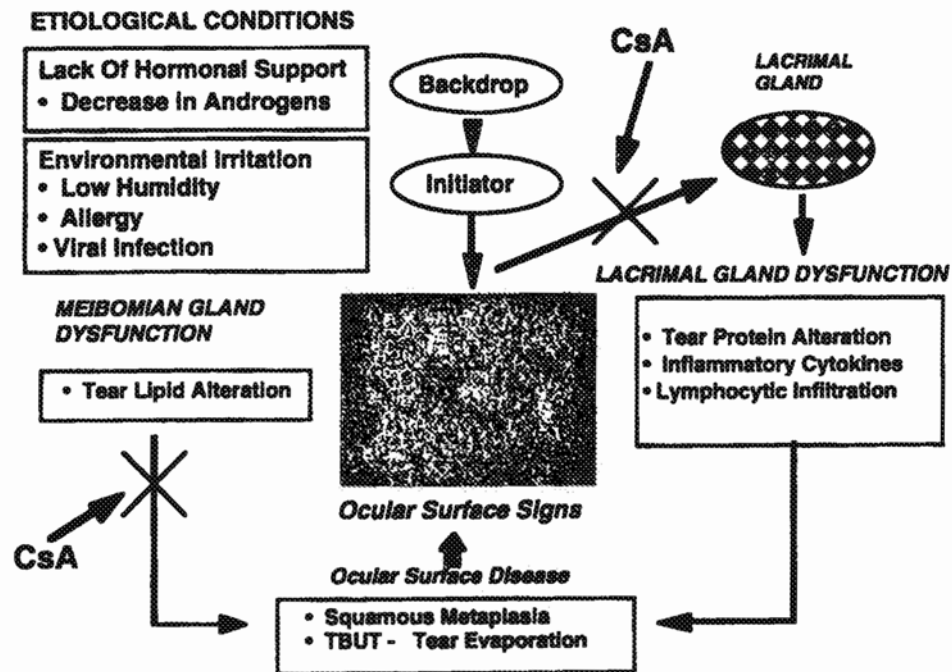 ETIOLOGICAL CONDITIONS
Lack Of Hormonal Support
• Decrease in Androgens
Environmental Irritation
• Low Humidity
• Allergy
• Viral Infection
Backdrop
Initiator
CsA
LACRIMAL
GLAND
LACRIMAL GLAND DYSFUNCTION
• Tear Protein Alteration
• Inflammatory Cytokines
• Lymphocytic Infiltration
MEIBOMIAN GLAND
DYSFUNCTION
• Tear Lipid Alteration
CsA
Ocular Surface Signs
Ocular Surface Disease
• Squamous Metaplasia
• TBUT - Tear Evaporation